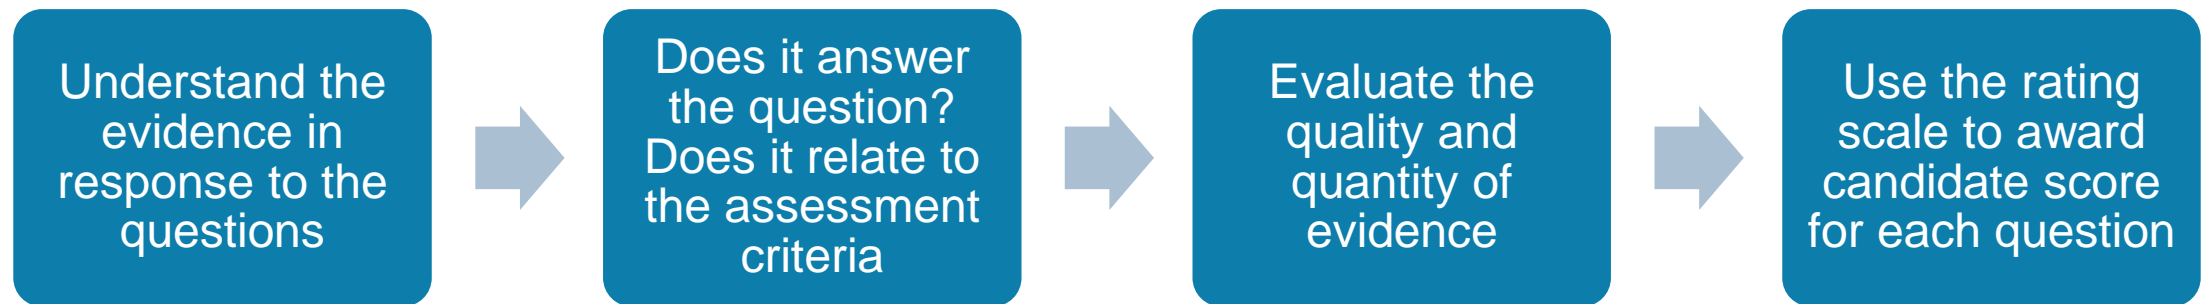 Understand the
evidence in
response to the
questions
Does it answer
the question?
Does it relate to
the assessment
criteria
Evaluate the
quality and
quantity of
evidence
Use the rating
scale to award
candidate score
for each question